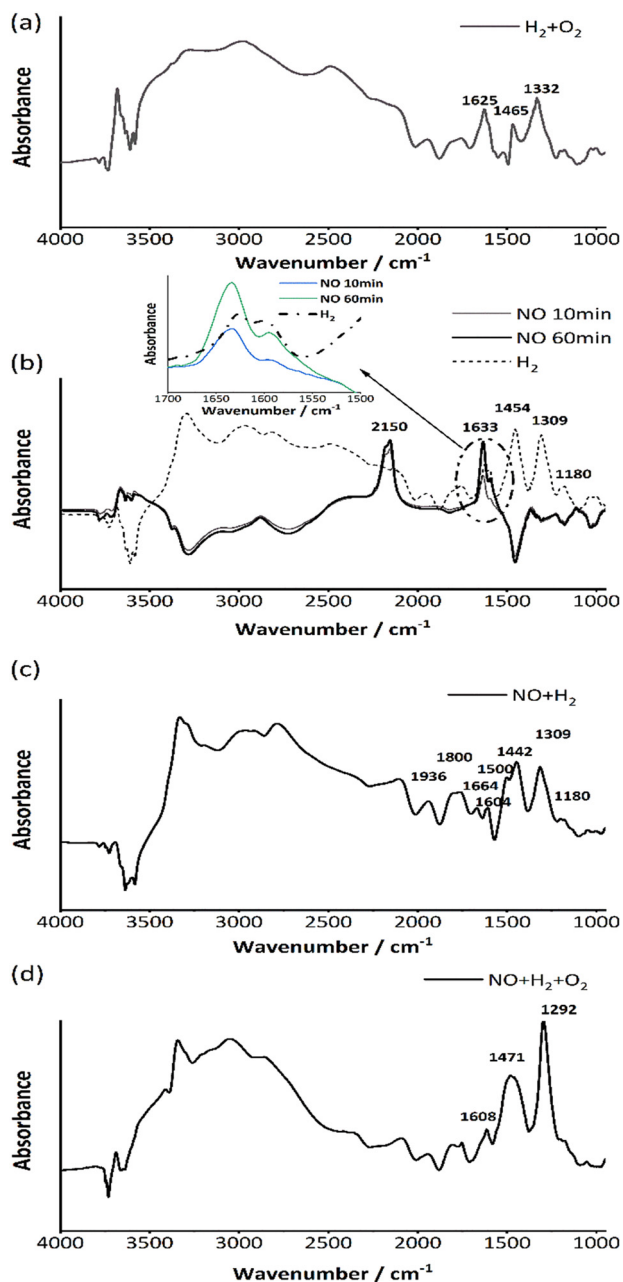 (a)
H₂+O₂
1625
1465
1332
Absorbance
4000 3500 3000 2500 2000 1500 1000
Wavenumber / cm⁻¹
NO 10min
NO 60min
H₂
Absorbance
1700 1650 1600 1550 1500
Wavenumber / cm⁻¹
(b)
NO 10min
NO 60min
H₂
2150
1633
1454
1309
1180
Absorbance
4000 3500 3000 2500 2000 1500 1000
Wavenumber / cm⁻¹
(c)
NO+H₂
1936
1800
1664
1604
1500
1442
1309
1180
Absorbance
4000 3500 3000 2500 2000 1500 1000
Wavenumber / cm⁻¹
(d)
NO+H₂+O₂
1608
1471
1292
Absorbance
4000 3500 3000 2500 2000 1500 1000
Wavenumber / cm⁻¹